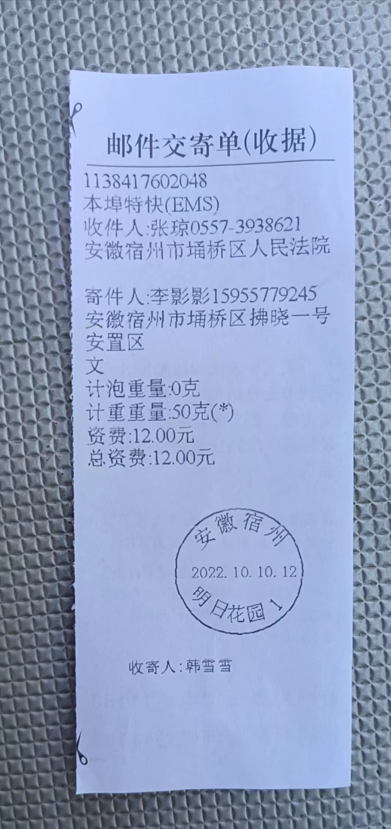 邮件交寄单(收据)
1138417602048
本埠特快(EMS)
收件人:张琼0557-3938621
安徽宿州市埇桥区人民法院
寄件人:李影影15955779245
安徽宿州市埇桥区拂晓一号
安置区
文
计泡重量:0克
计重重量:50克(*)
资费:12.00元
总资费:12.00元
安徽宿州
2022.10.10.12
明日花园1
收寄人:韩雪雪